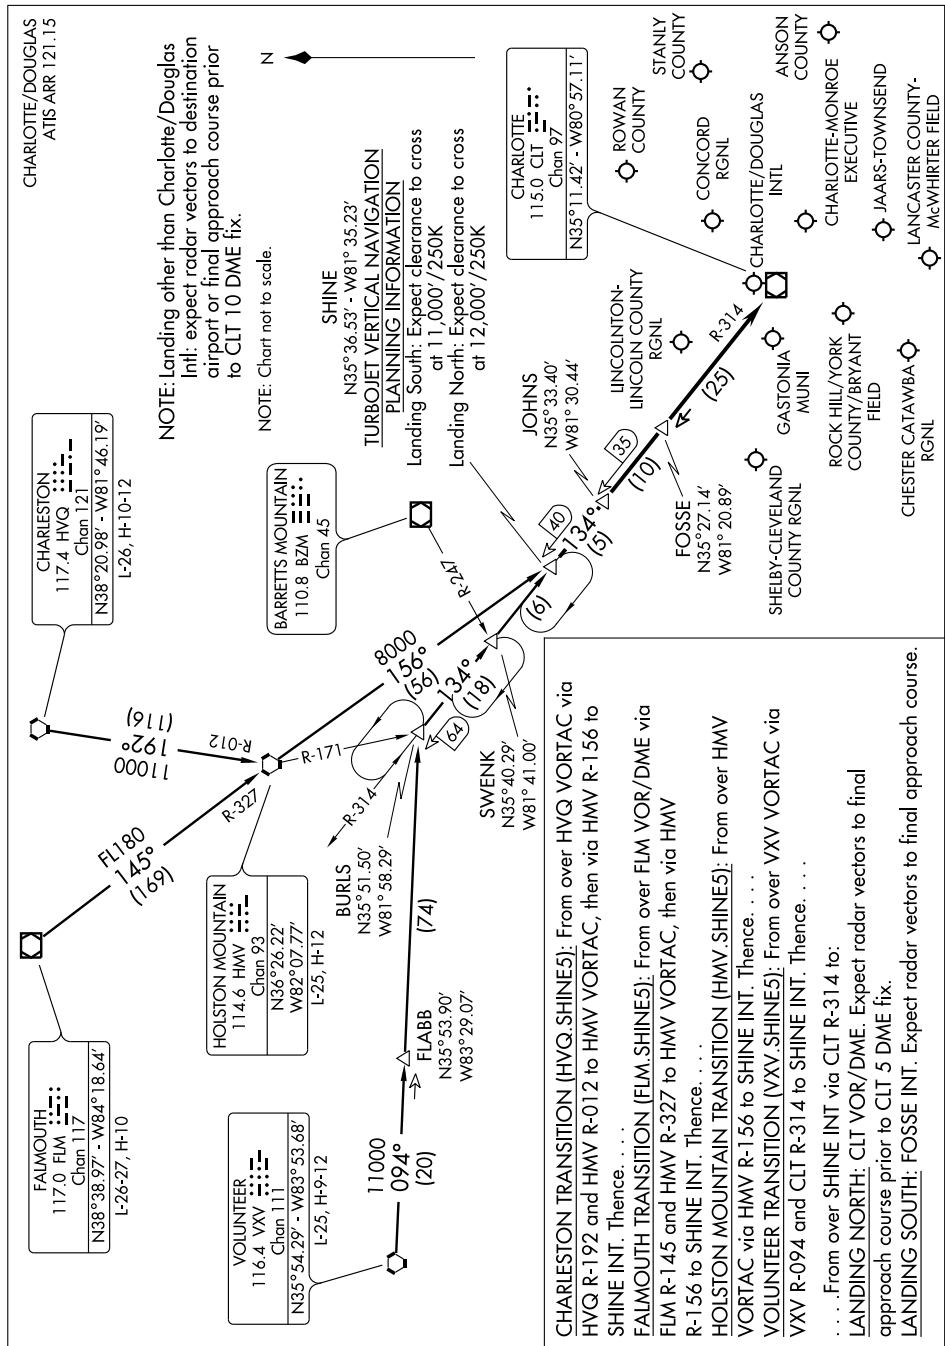 CHARLOTTE/DOUGLAS
ATIS ARR 121.15
NOTE: Landing other than Charlotte/Douglas
Intl: expect radar vectors to destination
airport or final approach course prior
to CLT 10 DME fix.
NOTE: Chart not to scale.
N
SHINE
N35°36.53' - W81°35.23'
TURBOJET VERTICAL NAVIGATION
PLANNING INFORMATION
Landing South: Expect clearance to cross
at 11,000'/250K
Landing North: Expect clearance to cross
at 12,000'/250K
FALMOUTH
117.0 FLM
Chan 117
N38°38.97' - W84°18.64'
L-26-27, H-10
CHARLESTON
117.4 HVQ
Chan 121
N38°20.98' - W81°46.19'
L-26, H-10-12
FL180
145°
(169)
R-327
11000
192°
(116)
R-012
HOLSTON MOUNTAIN
114.6 HMV
Chan 93
N36°26.22'
W82°07.77'
L-25, H-12
BARRETTS MOUNTAIN
110.8 BZM
Chan 45
R-247
VOLUNTEER
116.4 VXV
Chan 111
N35°54.29' - W83°53.68'
L-25, H-9-12
11000
094°
(20)
FLABB
N35°53.90'
W83°29.07'
(74)
BURLS
N35°51.50'
W81°58.29'
R-314
R-171
64
8000
156°
(56)
134°
(18)
SWENK
N35°40.29'
W81°41.00'
(6)
40
134°
(5)
JOHNS
N35°33.40'
W81°30.44'
35
(10)
FOSSE
N35°27.14'
W81°20.89'
(25)
R-314
CHARLOTTE
115.0 CLT
Chan 97
N35°11.42' - W80°57.11'
STANLY
COUNTY
ROWAN
COUNTY
CONCORD
RGNL
ANSON
COUNTY
CHARLOTTE/DOUGLAS
INTL
CHARLOTTE-MONROE
EXECUTIVE
JAARS-TOWNSEND
LANCASTER COUNTY-
McWHIRTER FIELD
LINCOLNTON-
LINCOLN COUNTY
RGNL
GASTONIA
MUNI
SHELBY-CLEVELAND
COUNTY RGNL
ROCK HILL/YORK
COUNTY/BRYANT
FIELD
CHESTER CATAWBA
RGNL
CHARLESTON TRANSITION (HVQ.SHINE5): From over HVQ VORTAC via
HVQ R-192 and HMV R-012 to HMV VORTAC, then via HMV R-156 to
SHINE INT. Thence. . . .
FALMOUTH TRANSITION (FLM.SHINE5): From over FLM VOR/DME via
FLM R-145 and HMV R-327 to HMV VORTAC, then via HMV
R-156 to SHINE INT. Thence. . . .
HOLSTON MOUNTAIN TRANSITION (HMV.SHINE5): From over HMV
VORTAC via HMV R-156 to SHINE INT. Thence. . . .
VOLUNTEER TRANSITION (VXV.SHINE5): From over VXV VORTAC via
VXV R-094 and CLT R-314 to SHINE INT. Thence. . . .
. . . .From over SHINE INT via CLT R-314 to:
LANDING NORTH: CLT VOR/DME. Expect radar vectors to final
approach course prior to CLT 5 DME fix.
LANDING SOUTH: FOSSE INT. Expect radar vectors to final approach course.